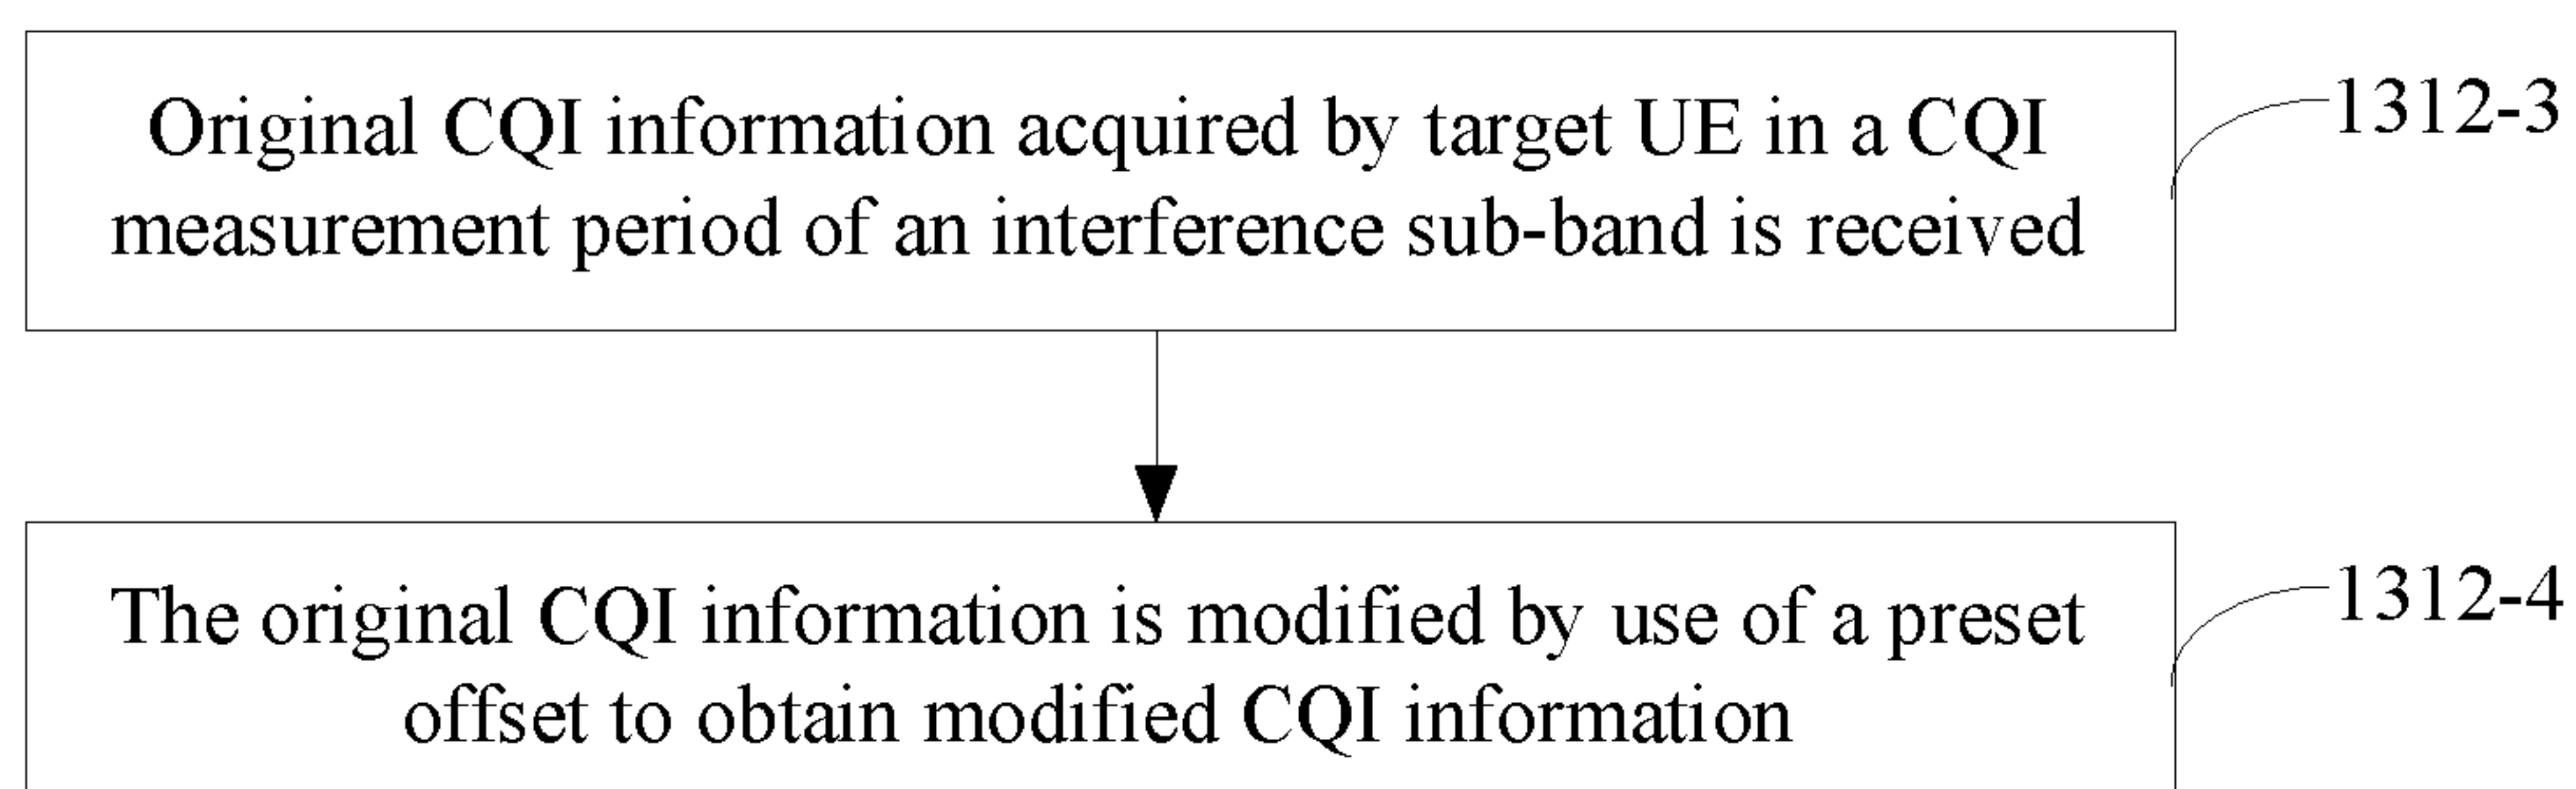 Original CQI information acquired by target UE in a CQI
measurement period of an interference sub-band is received
1312-3
The original CQI information is modified by use of a preset
offset to obtain modified CQI information
1312-4